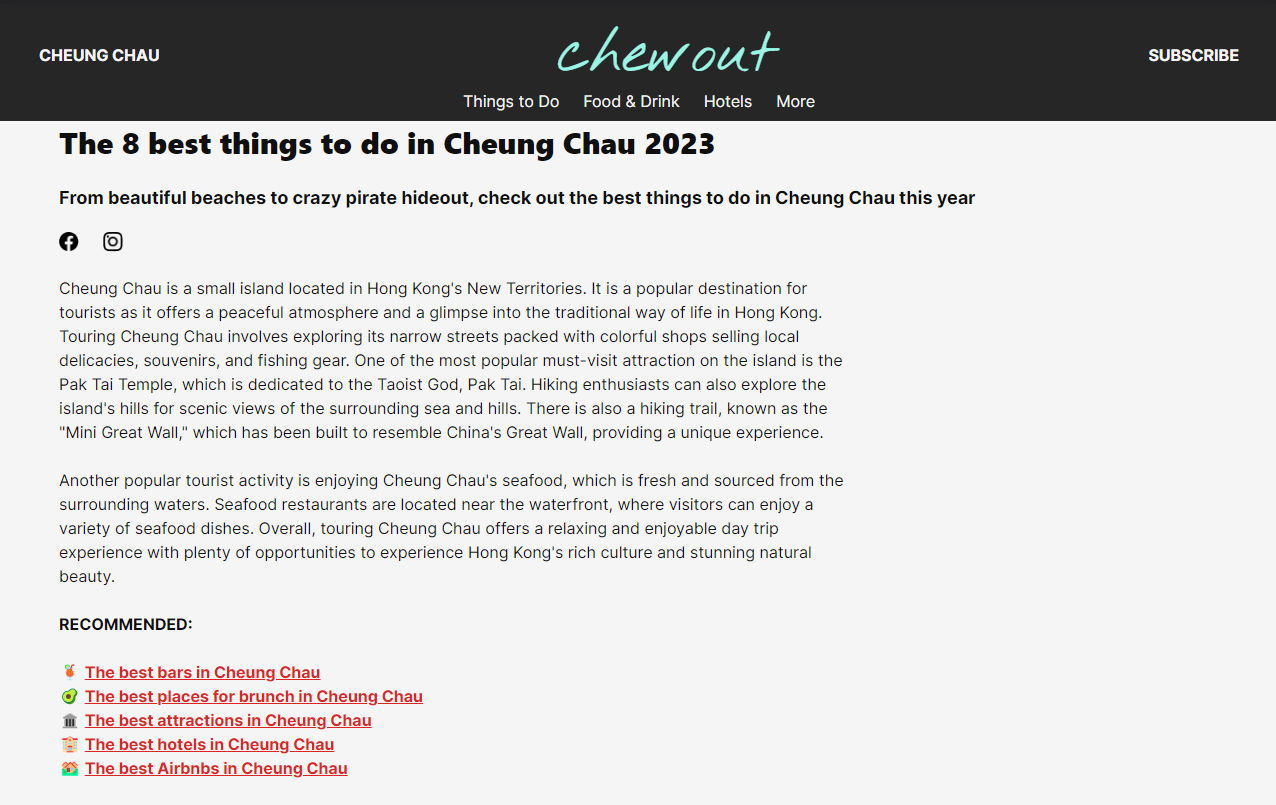 CHEUNG CHAU
chewout
SUBSCRIBE
Things to Do Food & Drink Hotels More
The 8 best things to do in Cheung Chau 2023
From beautiful beaches to crazy pirate hideout, check out the best things to do in Cheung Chau this year
Cheung Chau is a small island located in Hong Kong's New Territories. It is a popular destination for
tourists as it offers a peaceful atmosphere and a glimpse into the traditional way of life in Hong Kong.
Touring Cheung Chau involves exploring its narrow streets packed with colorful shops selling local
delicacies, souvenirs, and fishing gear. One of the most popular must-visit attraction on the island is the
Pak Tai Temple, which is dedicated to the Taoist God, Pak Tai. Hiking enthusiasts can also explore the
island's hills for scenic views of the surrounding sea and hills. There is also a hiking trail, known as the
"Mini Great Wall," which has been built to resemble China's Great Wall, providing a unique experience.
Another popular tourist activity is enjoying Cheung Chau's seafood, which is fresh and sourced from the
surrounding waters. Seafood restaurants are located near the waterfront, where visitors can enjoy a
variety of seafood dishes. Overall, touring Cheung Chau offers a relaxing and enjoyable day trip
experience with plenty of opportunities to experience Hong Kong's rich culture and stunning natural
beauty.
RECOMMENDED:
The best bars in Cheung Chau
The best places for brunch in Cheung Chau
The best attractions in Cheung Chau
The best hotels in Cheung Chau
The best Airbnbs in Cheung Chau